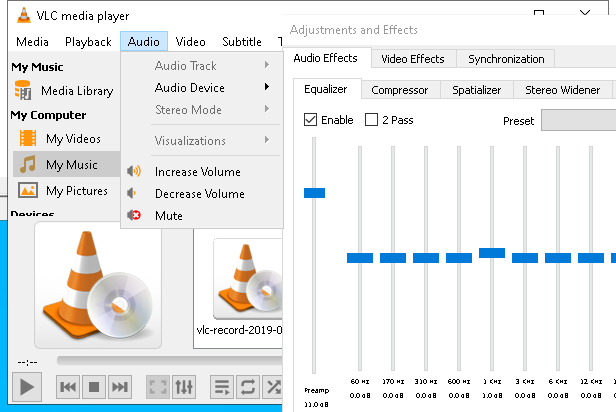 VLC media player
Media Playback Audio Video Subtitle
My Music
Media Library
My Computer
My Videos
My Music
My Pictures
Devices
Audio Track
Audio Device
Stereo Mode
Visualizations
Increase Volume
Decrease Volume
Mute
vlc-record-2019-0
--:--
Adjustments and Effects
Audio Effects Video Effects Synchronization
Equalizer Compressor Spatializer Stereo Widener
Enable 2 Pass Preset
60 Hz 170 Hz 310 Hz 600 Hz 1 KHz 3 KHz 6 KHz 12 KHz
Preamp 0.0 dB 0.0 dB 0.0 dB 0.0 dB 1.0 dB 0.0 dB 0.0 dB 0.0 dB
11.0 dB